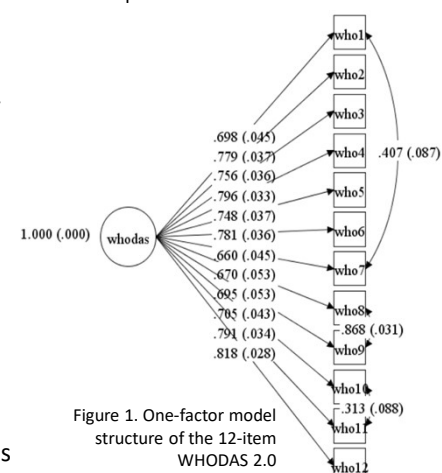 who1
who2
who3
who4
who5
who6
who7
who8
who9
who10
who11
who12
.698 (.045)
.779 (.037)
.756 (.036)
.796 (.033)
.748 (.037)
.781 (.036)
.660 (.045)
.670 (.053)
.695 (.053)
.705 (.043)
.791 (.034)
.818 (.028)
.407 (.087)
.868 (.031)
.313 (.088)
1.000 (.000)
whodas
Figure 1. One-factor model
structure of the 12-item
WHODAS 2.0